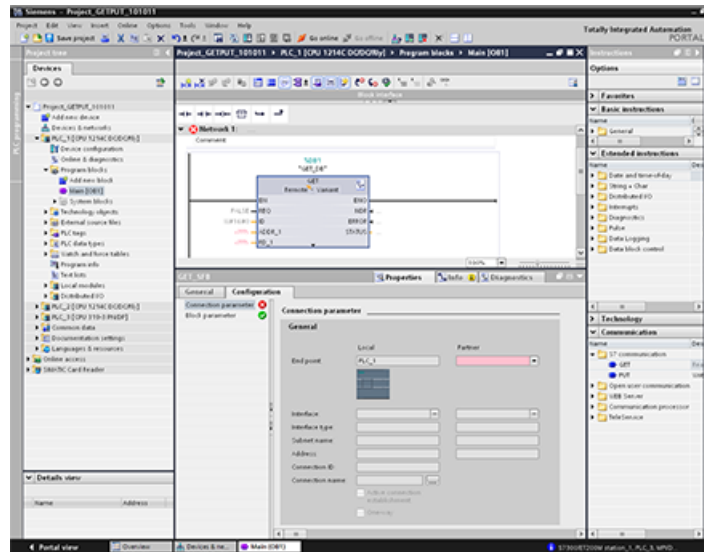 Siemens - Project_GETPUT_101011
Project Edit View Insert Online Options Tools Window Help
Totally Integrated Automation
PORTAL
Save project
Go online
Go offline
Project tree
Project_GETPUT_101011 ▸ PLC_1 [CPU 1214C DC/DC/Rly] ▸ Program blocks ▸ Main [OB1]
Instructions
Devices
Options
PLC programming
Project_GETPUT_101011
Add new device
Devices & networks
PLC_1 [CPU 1214C DC/DC/Rly]
Device configuration
Online & diagnostics
Program blocks
Add new block
Main [OB1]
System blocks
Technology objects
External source files
PLC tags
PLC data types
Watch and force tables
Program info
Text lists
Local modules
Distributed I/O
PLC_2 [CPU 1214C DC/DC/Rly]
PLC_3 [CPU 319-3 PN/DP]
Common data
Documentation settings
Languages & resources
Online access
SIMATIC Card Reader
Details view
Name
Address
Block interface
Network 1:
Comment
%DB1
"GET_DB"
GET
Remote - Variant
EN
ENO
FALSE
REQ
NDR
ID
ERROR
ADDR_1
STATUS
RD_1
100%
GET_SFB
Properties
Info
Diagnostics
General
Configuration
Connection parameter
Block parameter
Connection parameter
General
Local
Partner
End point
PLC_1
Interface
Interface type
Subnet name
Address
Connection ID
Connection name
Active connection establishment
One-way
Favorites
Basic instructions
Name
General
Extended instructions
Name
Date and time-of-day
String + Char
Distributed I/O
Interrupts
Diagnostics
Pulse
Data Logging
Data block control
Technology
Communication
Name
S7 communication
GET
PUT
Open user communication
WEB Server
Communication processor
TeleService
Portal view
Overview
Devices & ne...
Main (OB1)